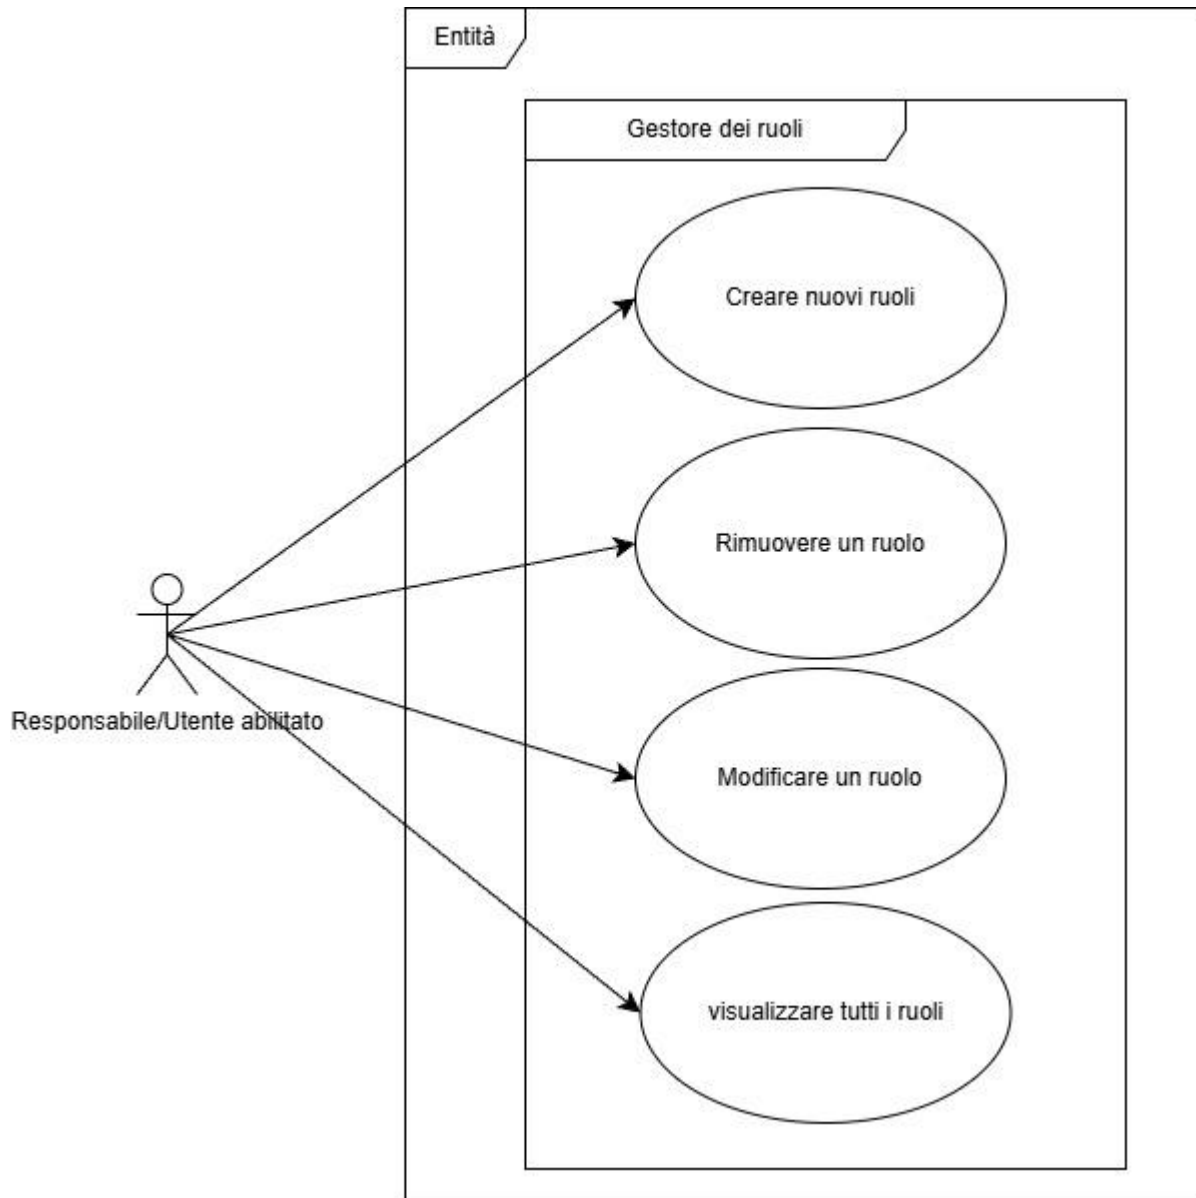 Entità
Gestore dei ruoli
Creare nuovi ruoli
Rimuovere un ruolo
Responsabile/Utente abilitato
Modificare un ruolo
visualizzare tutti i ruoli